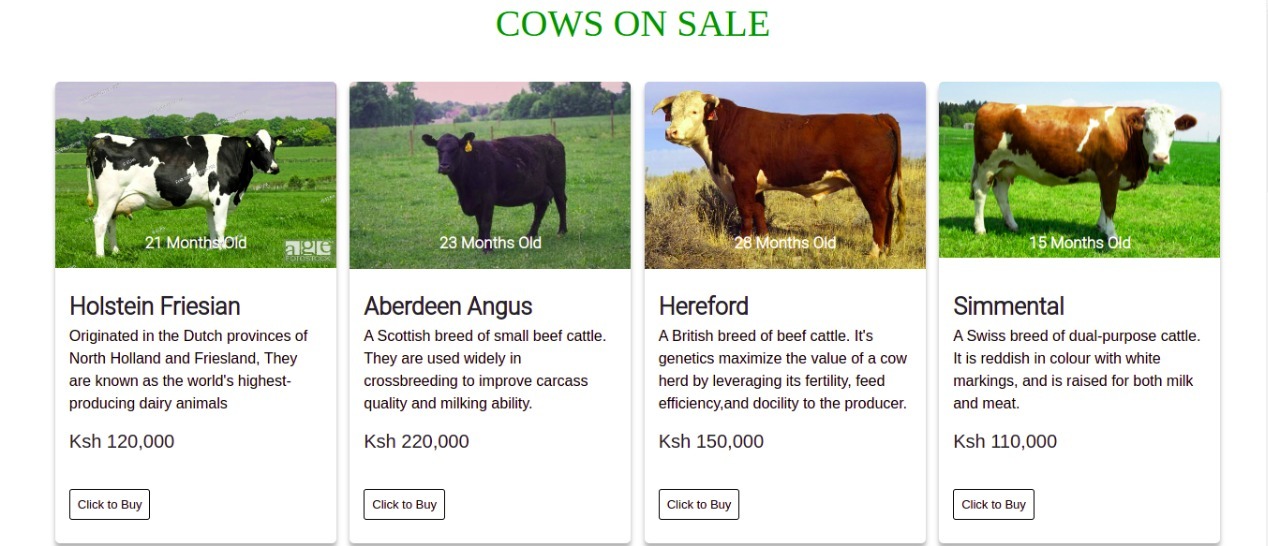 COWS ON SALE
21 Months Old
Holstein Friesian
Originated in the Dutch provinces of
North Holland and Friesland, They
are known as the world's highest-
producing dairy animals
Ksh 120,000
Click to Buy
23 Months Old
Aberdeen Angus
A Scottish breed of small beef cattle.
They are used widely in
crossbreeding to improve carcass
quality and milking ability.
Ksh 220,000
Click to Buy
28 Months Old
Hereford
A British breed of beef cattle. It's
genetics maximize the value of a cow
herd by leveraging its fertility, feed
efficiency,and docility to the producer.
Ksh 150,000
Click to Buy
15 Months Old
Simmental
A Swiss breed of dual-purpose cattle.
It is reddish in colour with white
markings, and is raised for both milk
and meat.
Ksh 110,000
Click to Buy